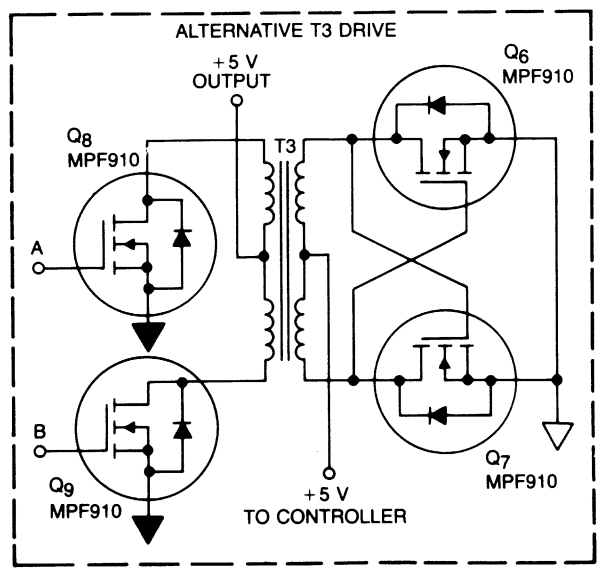 ALTERNATIVE T3 DRIVE
+5 V
OUTPUT
Q6
MPF910
Q8
MPF910
T3
A
B
Q9
MPF910
Q7
MPF910
+5 V
TO CONTROLLER